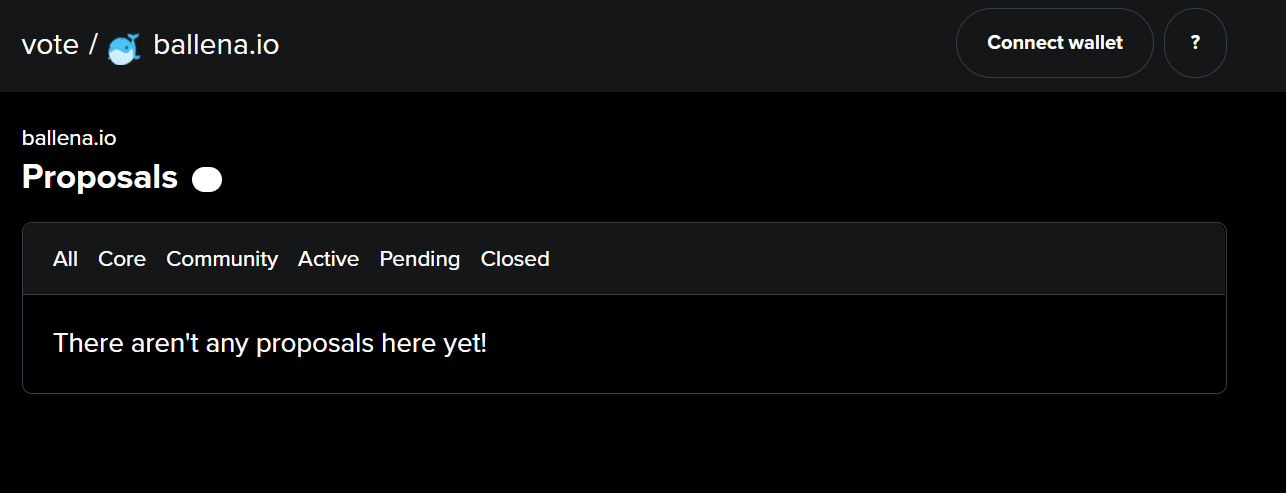 vote / ballena.io
Connect wallet
?
ballena.io
Proposals
All Core Community Active Pending Closed
There aren't any proposals here yet!